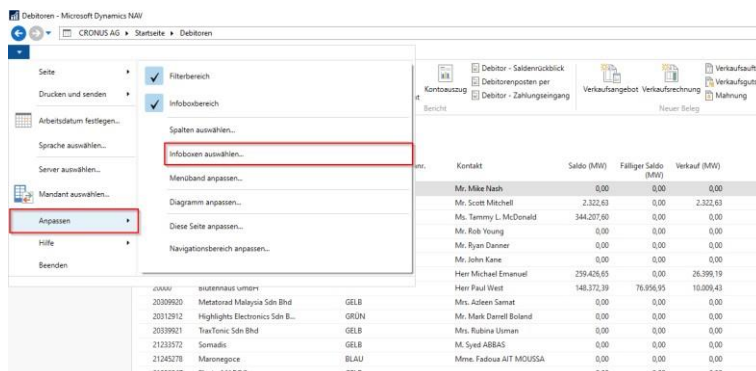 Debitoren - Microsoft Dynamics NAV
CRONUS AG ▸ Startseite ▸ Debitoren
Seite
Drucken und senden
Arbeitsdatum festlegen...
Sprache auswählen...
Server auswählen...
Mandant auswählen...
Anpassen
Hilfe
Beenden
Filterbereich
Infoboxbereich
Spalten auswählen...
Infoboxen auswählen...
Menüband anpassen...
Diagramm anpassen...
Diese Seite anpassen...
Navigationsbereich anpassen...
Kontoauszug
Debitor - Saldenrückblick
Debitorenposten per
Debitor - Zahlungseingang
Bericht
Verkaufsangebot Verkaufsrechnung
Verkaufsauft
Verkaufsguts
Mahnung
Neuer Beleg
Kontakt Saldo (MW) Fälliger Saldo (MW) Verkauf (MW)
Mr. Mike Nash 0,00 0,00 0,00
Mr. Scott Mitchell 2.322,63 0,00 2.322,63
Ms. Tammy L. McDonald 344.207,60 0,00 0,00
Mr. Rob Young 0,00 0,00 0,00
Mr. Ryan Danner 0,00 0,00 0,00
Mr. John Kane 0,00 0,00 0,00
Herr Michael Emanuel 259.426,65 0,00 26.399,19
20000 Blütenhaus GmbH Herr Paul West 148.372,39 76.956,95 10.009,43
20309920 Metatorad Malaysia Sdn Bhd GELB Mrs. Azleen Samat 0,00 0,00 0,00
20312912 Highlights Electronics Sdn B... GRÜN Mr. Mark Darrell Boland 0,00 0,00 0,00
20339921 TraxTonic Sdn Bhd GELB Mrs. Rubina Usman 0,00 0,00 0,00
21233572 Somadis GELB M. Syed ABBAS 0,00 0,00 0,00
21245278 Maronegoce BLAU Mme. Fadoua AIT MOUSSA 0,00 0,00 0,00